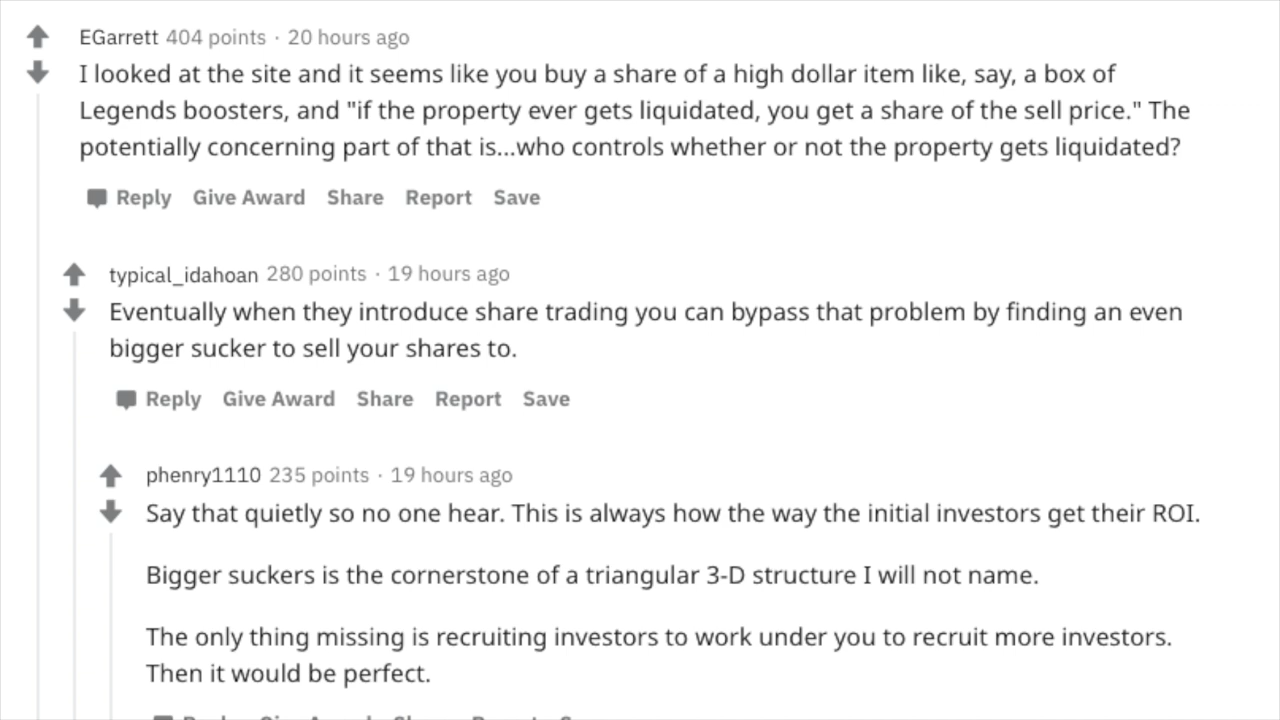 EGarrett 404 points · 20 hours ago
I looked at the site and it seems like you buy a share of a high dollar item like, say, a box of
Legends boosters, and "if the property ever gets liquidated, you get a share of the sell price." The
potentially concerning part of that is...who controls whether or not the property gets liquidated?
Reply Give Award Share Report Save
typical_idahoan 280 points · 19 hours ago
Eventually when they introduce share trading you can bypass that problem by finding an even
bigger sucker to sell your shares to.
Reply Give Award Share Report Save
phenry1110 235 points · 19 hours ago
Say that quietly so no one hear. This is always how the way the initial investors get their ROI.
Bigger suckers is the cornerstone of a triangular 3-D structure I will not name.
The only thing missing is recruiting investors to work under you to recruit more investors.
Then it would be perfect.